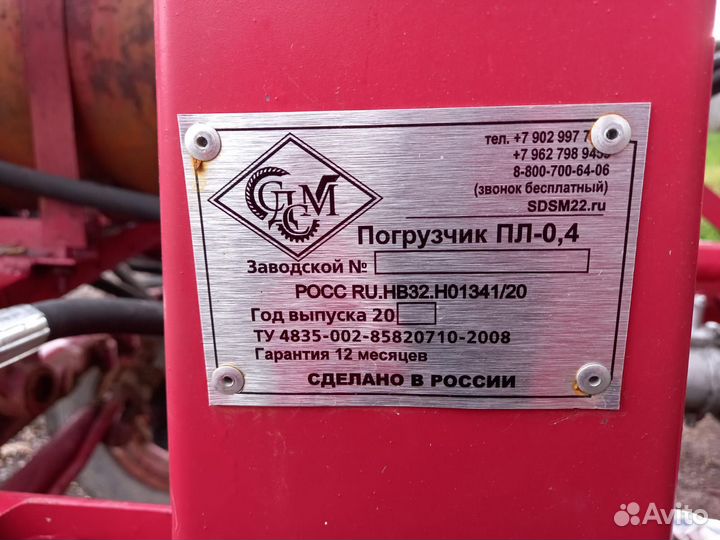 тел. +7 902 997
+7 962 798
8-800-700-64-06
(звонок бесплатный)
SDSM22.ru
СДСМ
Погрузчик ПЛ-0,4
Заводской №
РОСС RU.НВ32.Н01341/20
Год выпуска 20
ТУ 4835-002-85820710-2008
Гарантия 12 месяцев
СДЕЛАНО В РОССИИ
Avito